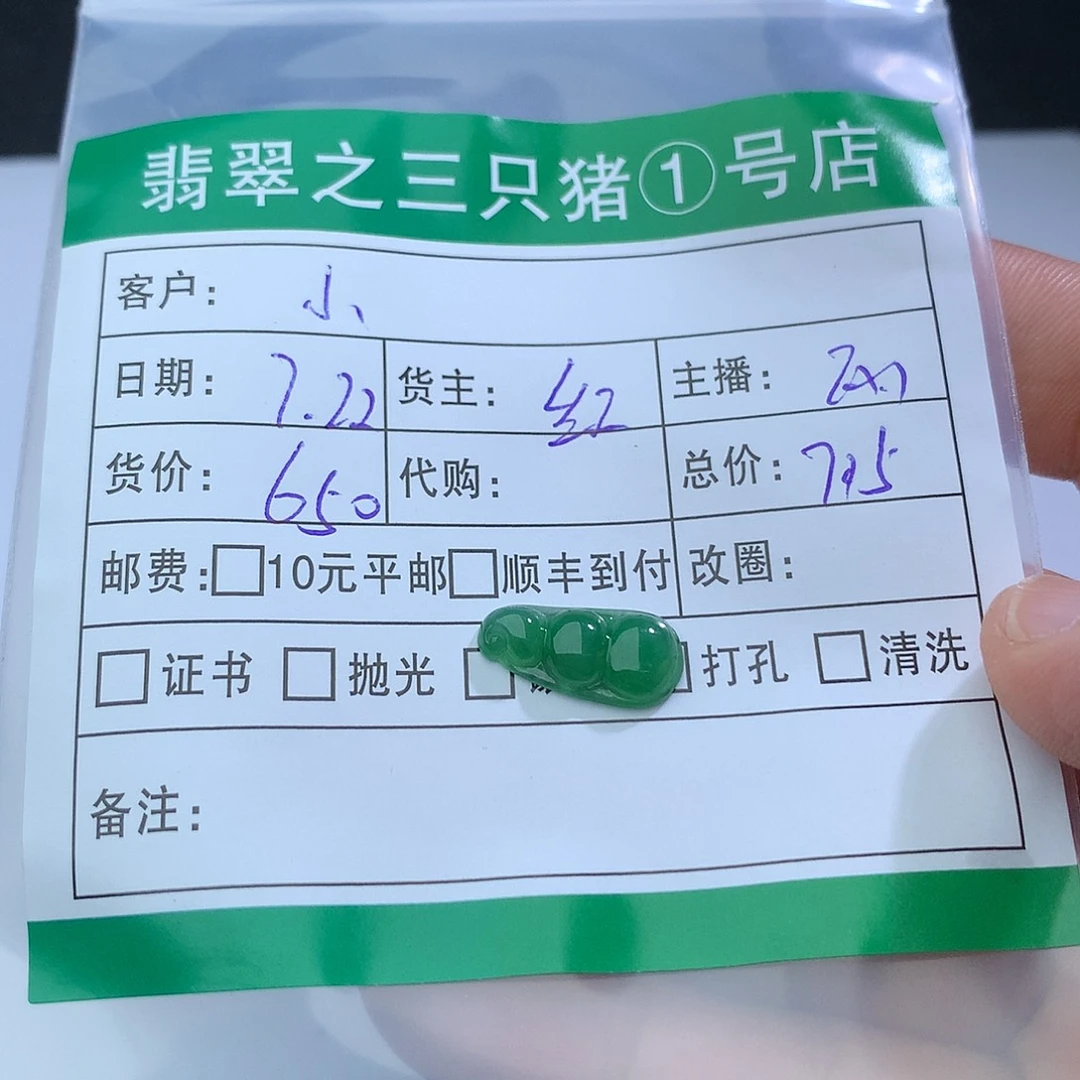 翡翠之三只猪①号店
客户: 小
日期: 7.22 货主: 红 主播:
货价: 650 代购: 总价: 715
邮费: □10元平邮□顺丰到付 改圈:
□证书 □抛光 □ □打孔 □清洗
备注: